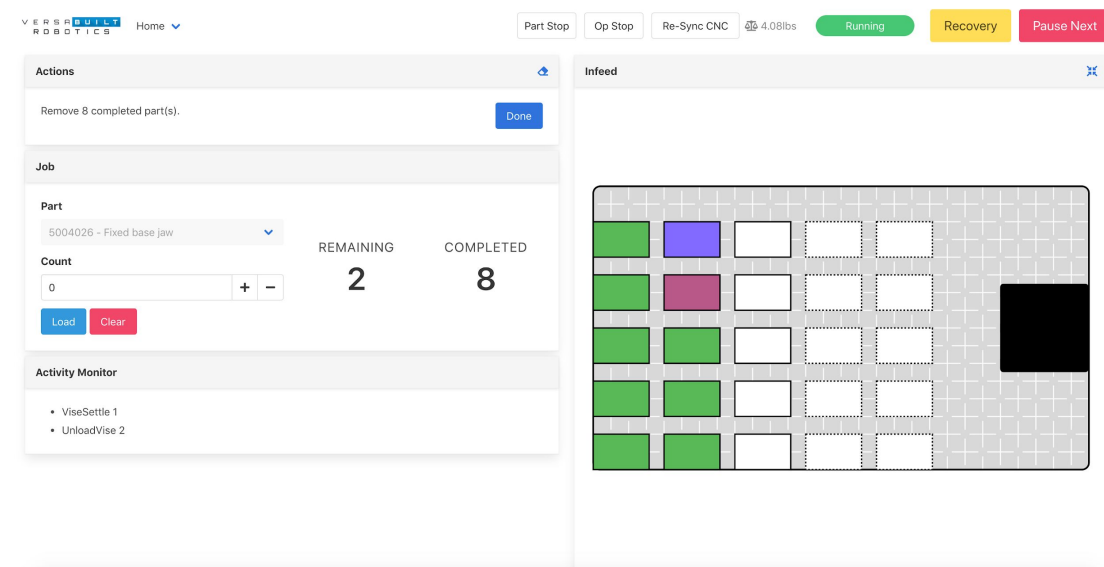 VERSABUILT
ROBOTICS
Home
Part Stop
Op Stop
Re-Sync CNC
4.08lbs
Running
Recovery
Pause Next
Actions
Remove 8 completed part(s).
Done
Job
Part
5004026 - Fixed base jaw
Count
0
+
−
Load
Clear
REMAINING
2
COMPLETED
8
Activity Monitor
• ViseSettle 1
• UnloadVise 2
Infeed